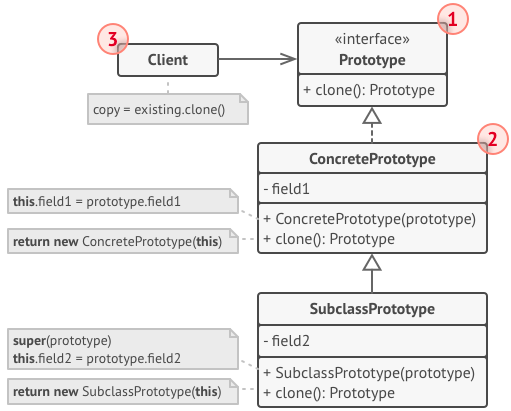 1
«interface»
Prototype
+ clone(): Prototype
3
Client
copy = existing.clone()
2
ConcretePrototype
- field1
+ ConcretePrototype(prototype)
+ clone(): Prototype
this.field1 = prototype.field1
return new ConcretePrototype(this)
SubclassPrototype
- field2
+ SubclassPrototype(prototype)
+ clone(): Prototype
super(prototype)
this.field2 = prototype.field2
return new SubclassPrototype(this)